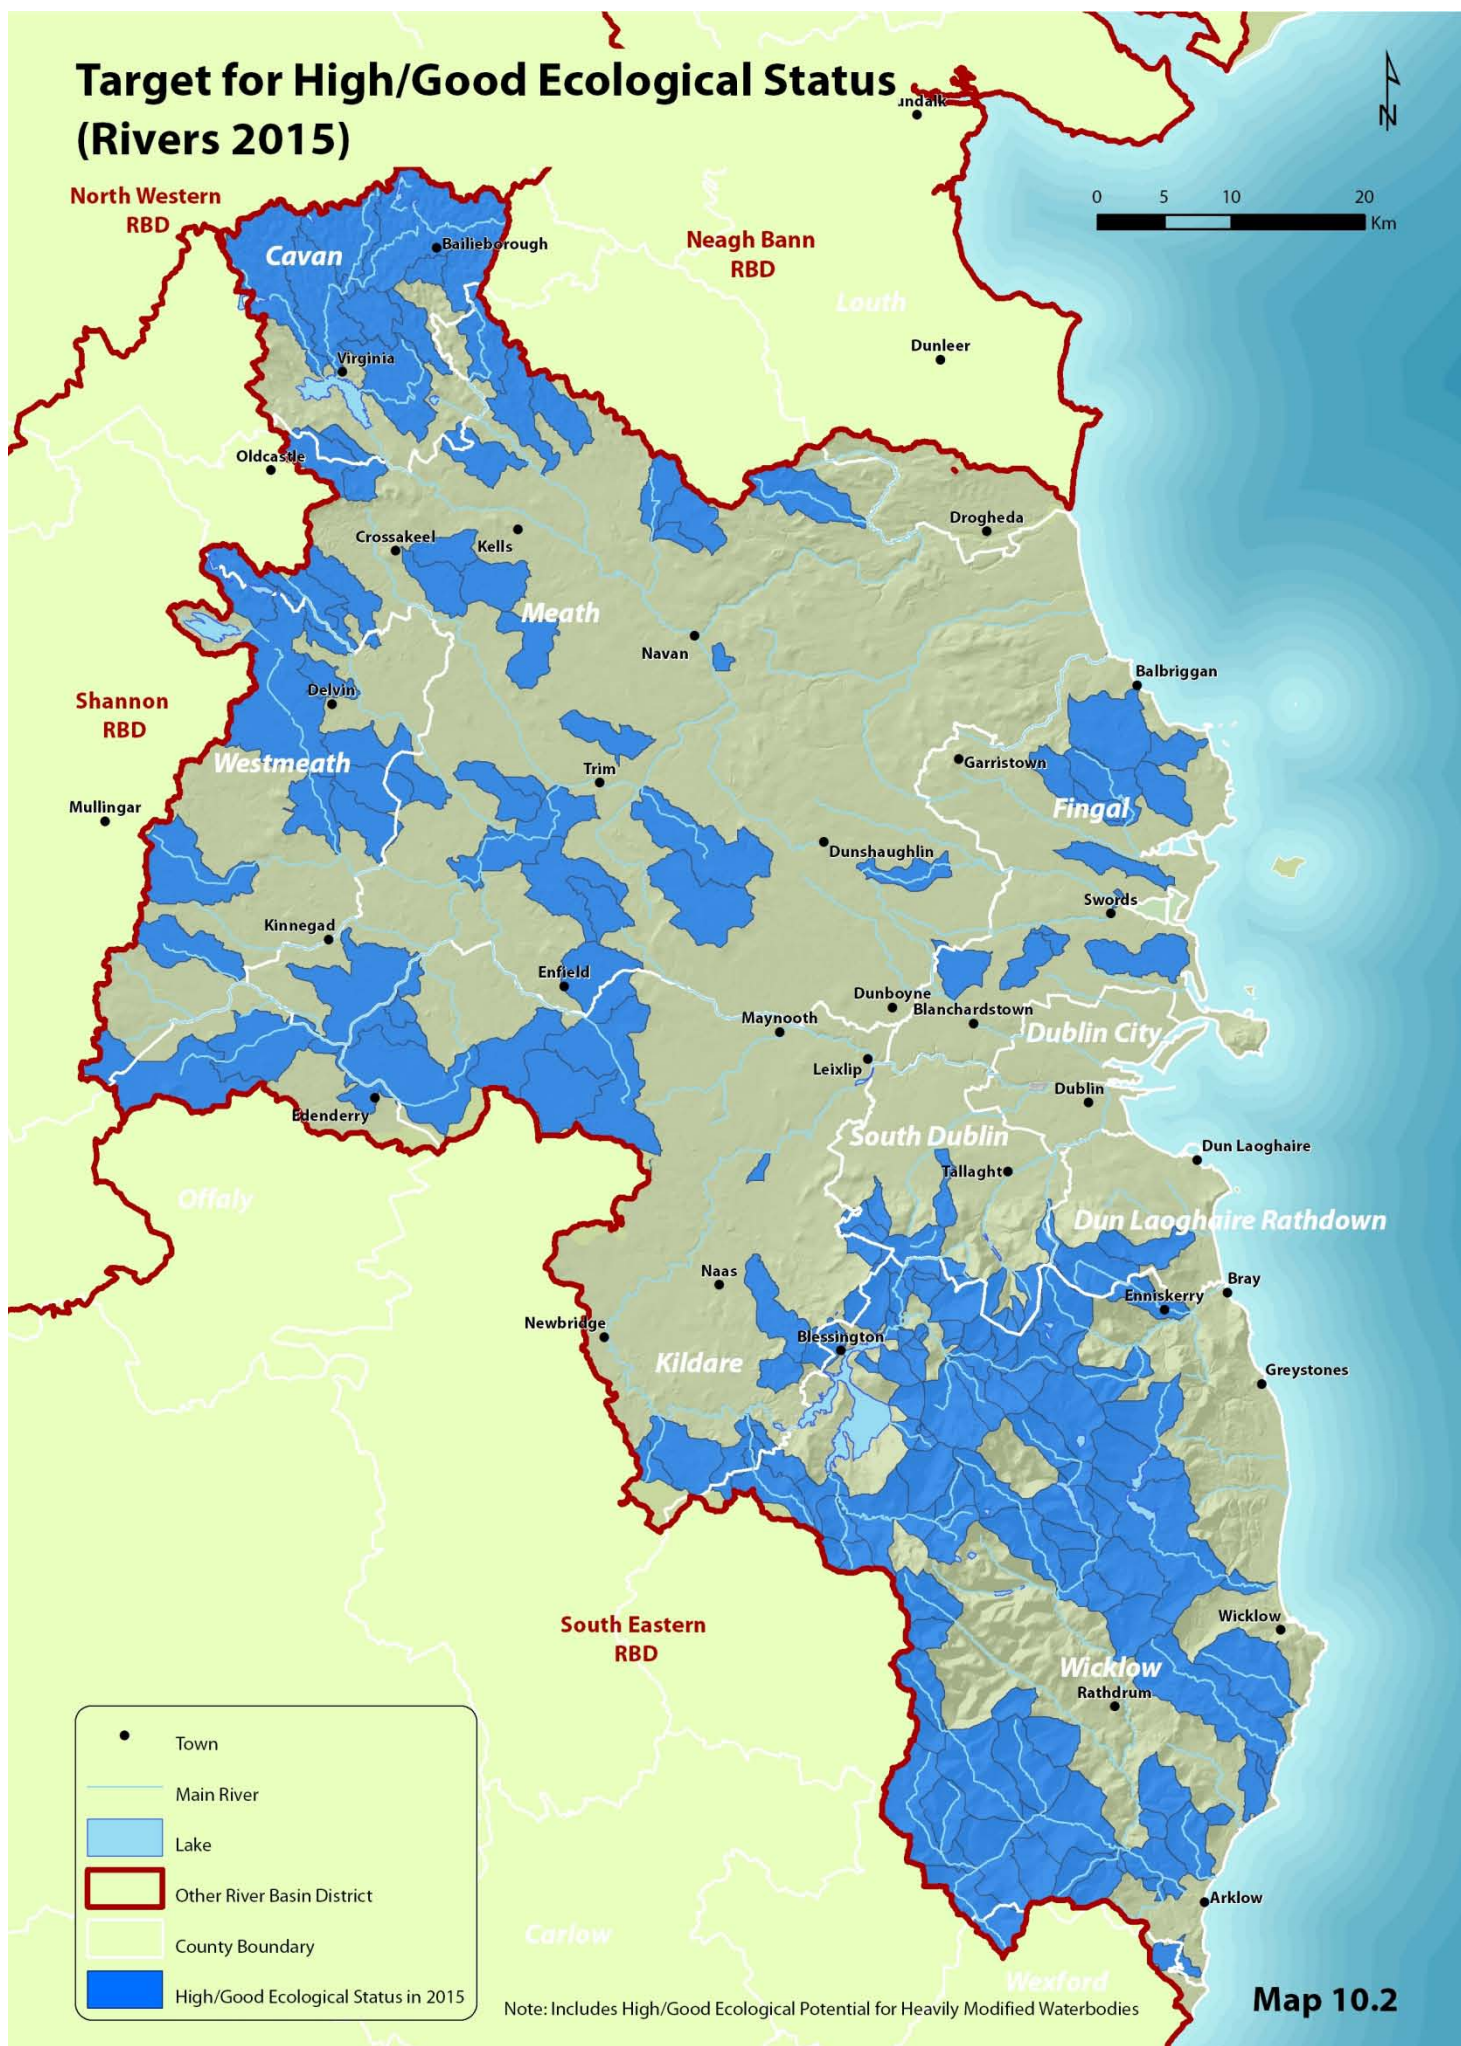 Target for High/Good Ecological Status
(Rivers 2015)
undalk
N
0 5 10 20
Km
North Western
RBD
Neagh Bann
RBD
Cavan
Bailieborough
Louth
Dunleer
Virginia
Oldcastle
Drogheda
Crossakeel
Kells
Meath
Navan
Balbriggan
Shannon
RBD
Delvin
Westmeath
Garristown
Trim
Fingal
Mullingar
Dunshaughlin
Swords
Kinnegad
Enfield
Dunboyne
Blanchardstown
Maynooth
Dublin City
Leixlip
Dublin
Edenderry
South Dublin
Dun Laoghaire
Tallaght
Offaly
Dun Laoghaire Rathdown
Naas
Bray
Enniskerry
Newbridge
Blessington
Kildare
Greystones
South Eastern
RBD
Wicklow
Wicklow
Rathdrum
Arklow
Carlow
Wexford
Town
Main River
Lake
Other River Basin District
County Boundary
High/Good Ecological Status in 2015
Note: Includes High/Good Ecological Potential for Heavily Modified Waterbodies
Map 10.2